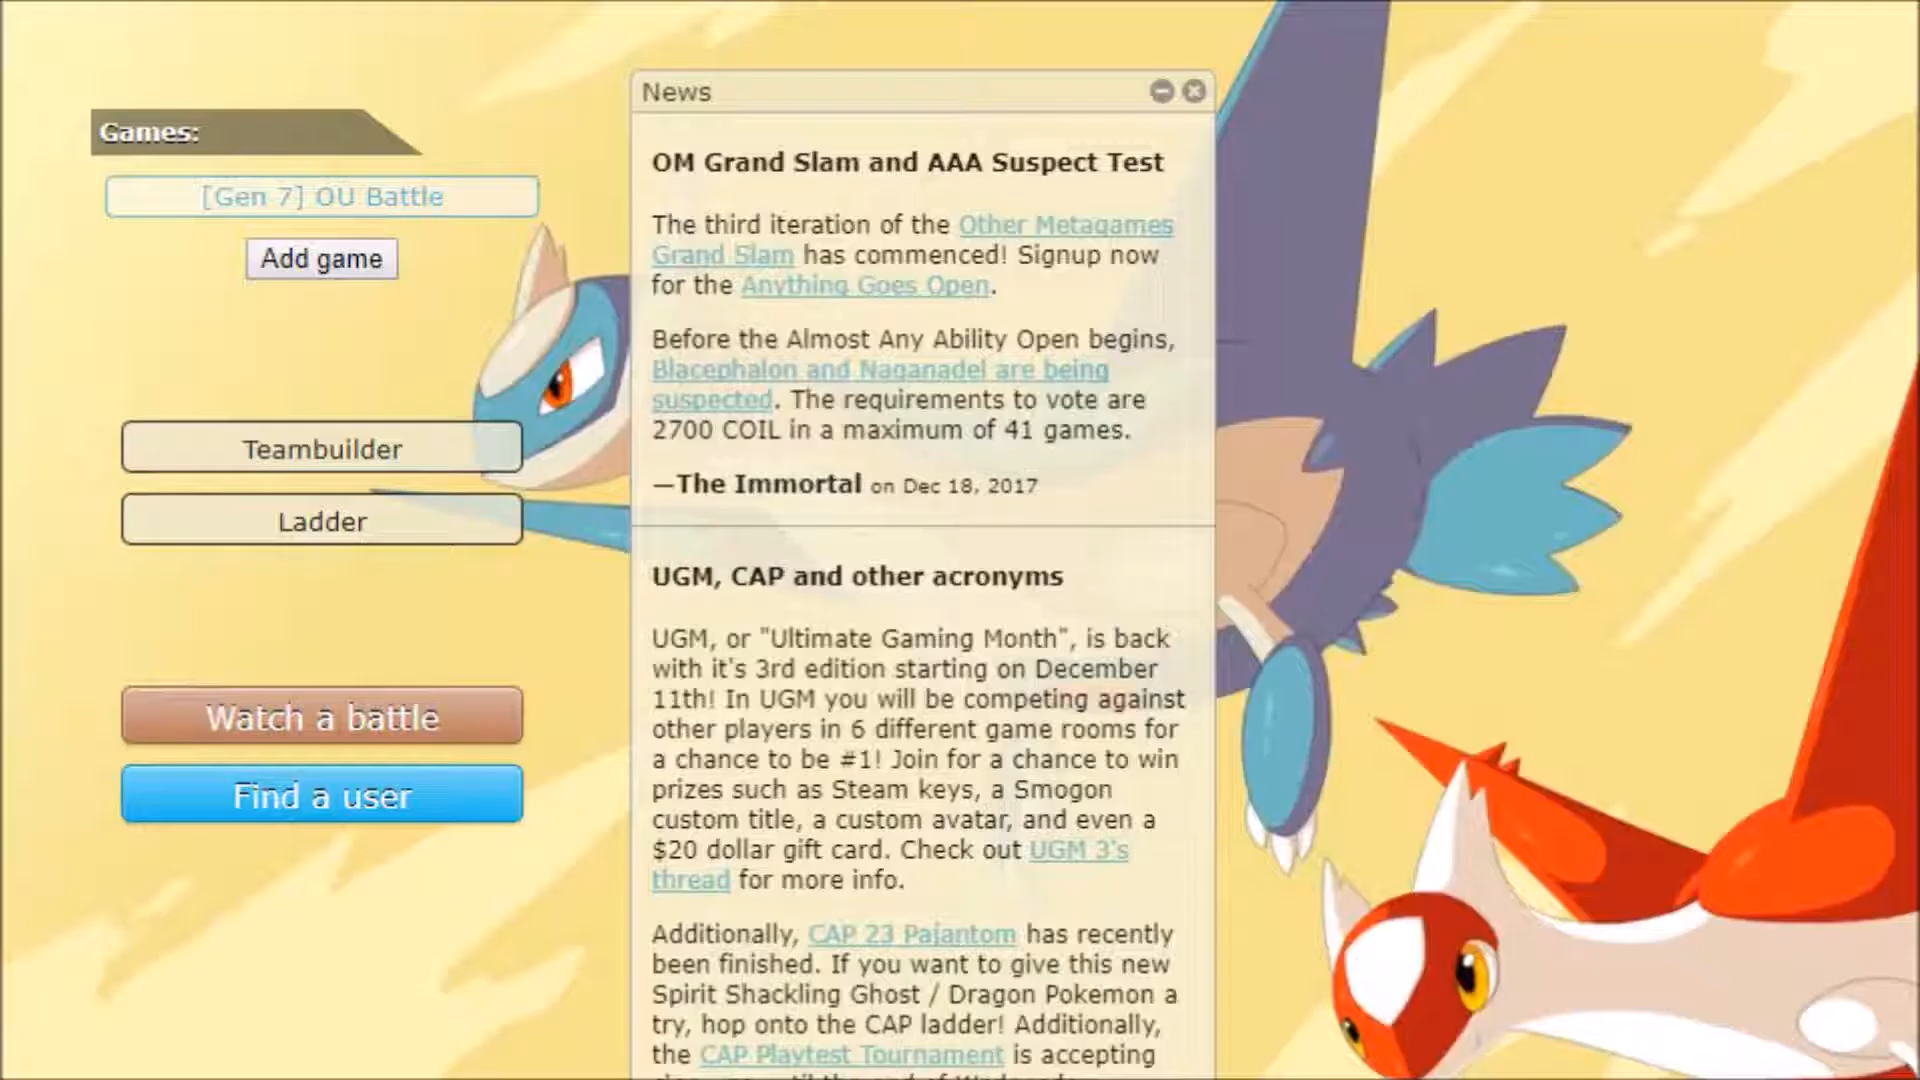 Games:
[Gen 7] OU Battle
Add game
Teambuilder
Ladder
Watch a battle
Find a user
News
OM Grand Slam and AAA Suspect Test
The third iteration of the Other Metagames
Grand Slam has commenced! Signup now
for the Anything Goes Open.
Before the Almost Any Ability Open begins,
Blacephalon and Naganadel are being
suspected. The requirements to vote are
2700 COIL in a maximum of 41 games.
—The Immortal on Dec 18, 2017
UGM, CAP and other acronyms
UGM, or "Ultimate Gaming Month", is back
with it's 3rd edition starting on December
11th! In UGM you will be competing against
other players in 6 different game rooms for
a chance to be #1! Join for a chance to win
prizes such as Steam keys, a Smogon
custom title, a custom avatar, and even a
$20 dollar gift card. Check out UGM 3's
thread for more info.
Additionally, CAP 23 Pajantom has recently
been finished. If you want to give this new
Spirit Shackling Ghost / Dragon Pokemon a
try, hop onto the CAP ladder! Additionally,
the CAP Playtest Tournament is accepting